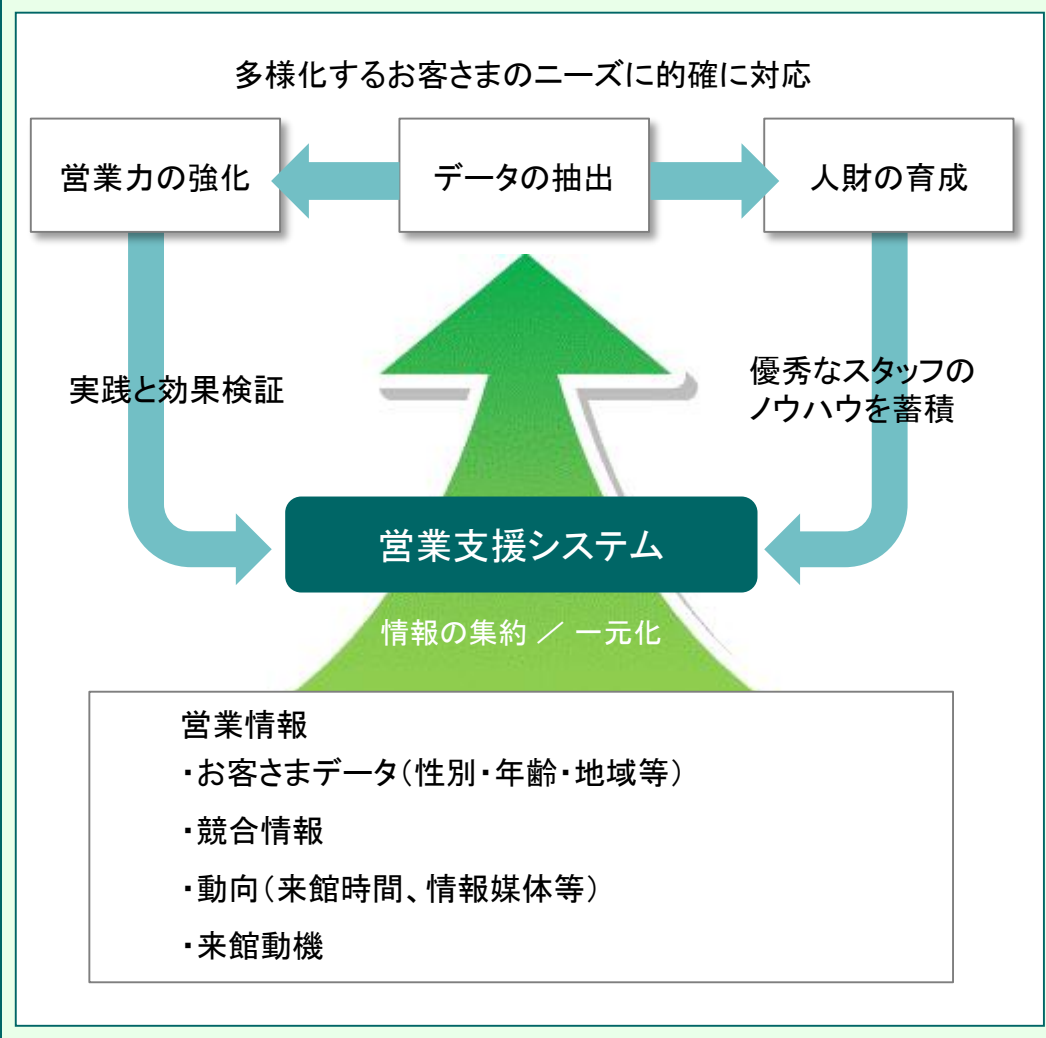 多様化するお客さまのニーズに的確に対応
営業力の強化
データの抽出
人財の育成
実践と効果検証
優秀なスタッフの
ノウハウを蓄積
営業支援システム
情報の集約 ／ 一元化
営業情報
・お客さまデータ（性別・年齢・地域等）
・競合情報
・動向（来館時間、情報媒体等）
・来館動機